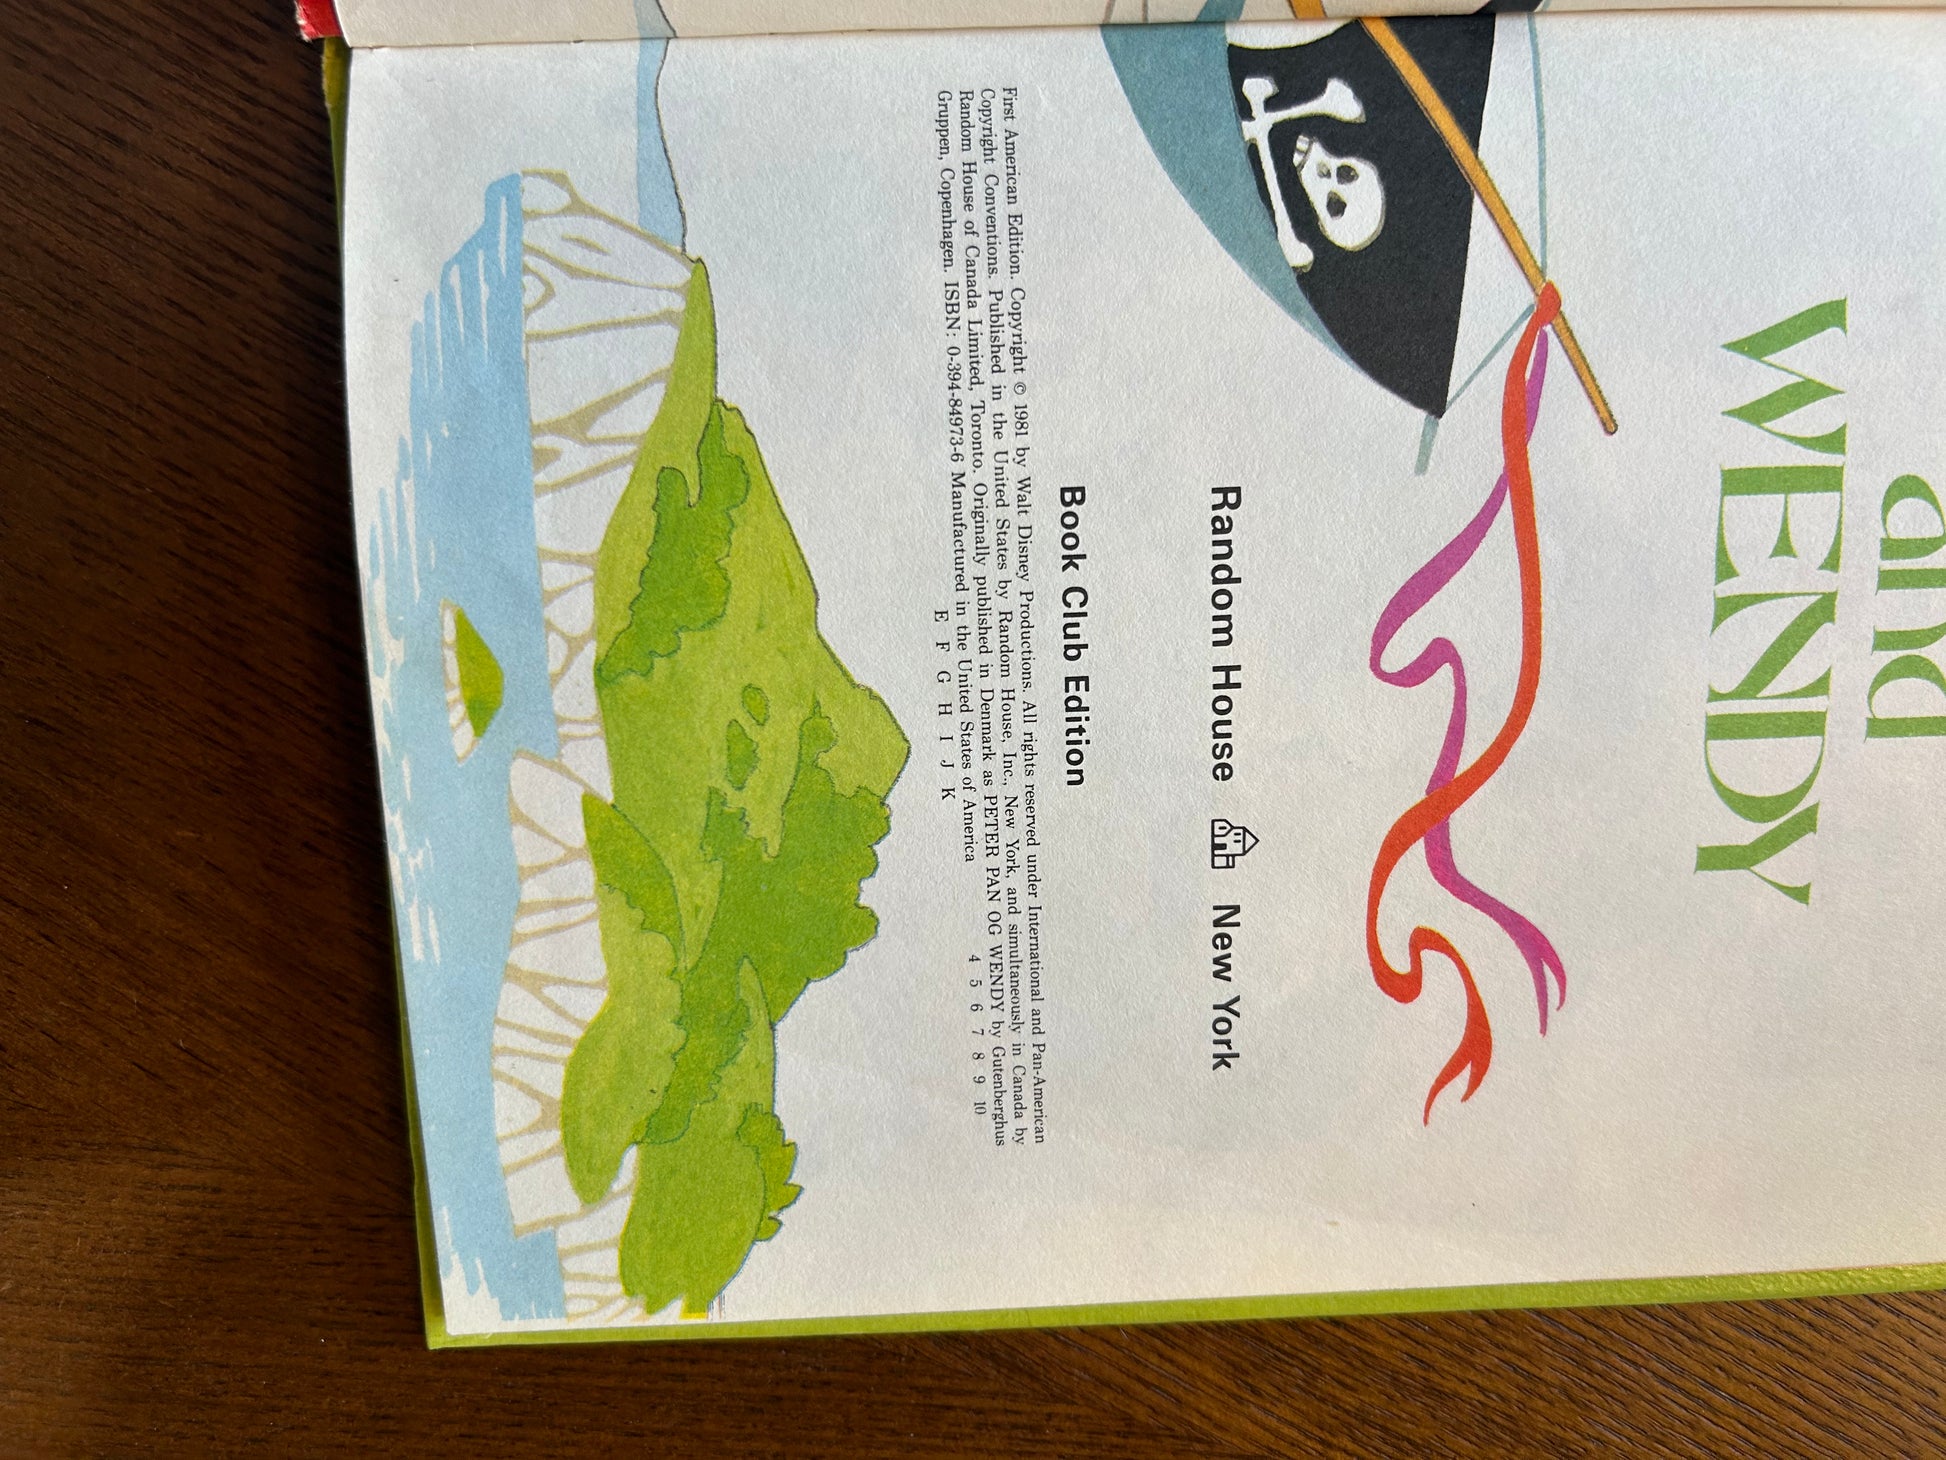 and
WENDY
Random House New York
Book Club Edition
First American Edition. Copyright © 1981 by Walt Disney Productions. All rights reserved under International and Pan-American
Copyright Conventions. Published in the United States by Random House, Inc., New York, and simultaneously in Canada by
Random House of Canada Limited, Toronto. Originally published in Denmark as PETER PAN OG WENDY by Gutenberghus
Gruppen, Copenhagen. ISBN: 0-394-84973-6 Manufactured in the United States of America 4 5 6 7 8 9 10
E F G H I J K